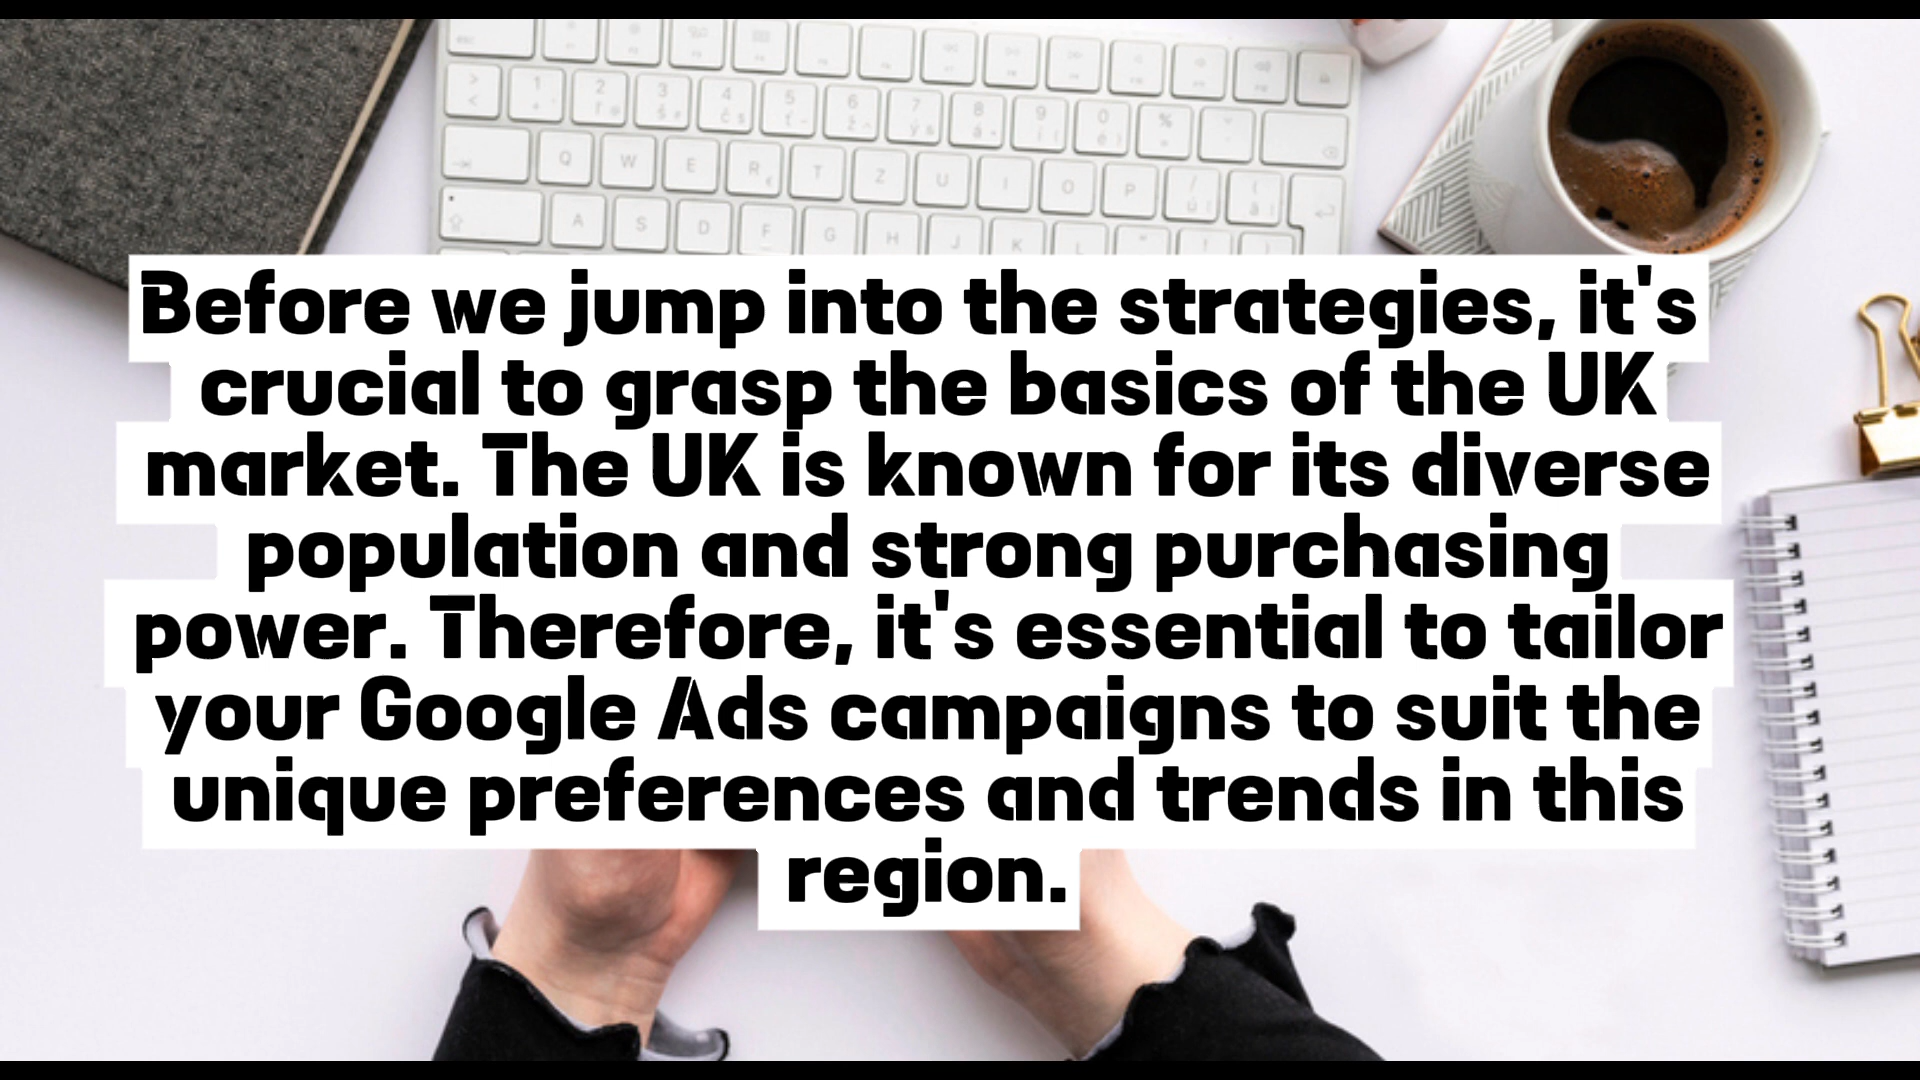 Before we jump into the strategies, it's
crucial to grasp the basics of the UK
market. The UK is known for its diverse
population and strong purchasing
power. Therefore, it's essential to tailor
your Google Ads campaigns to suit the
unique preferences and trends in this
region.